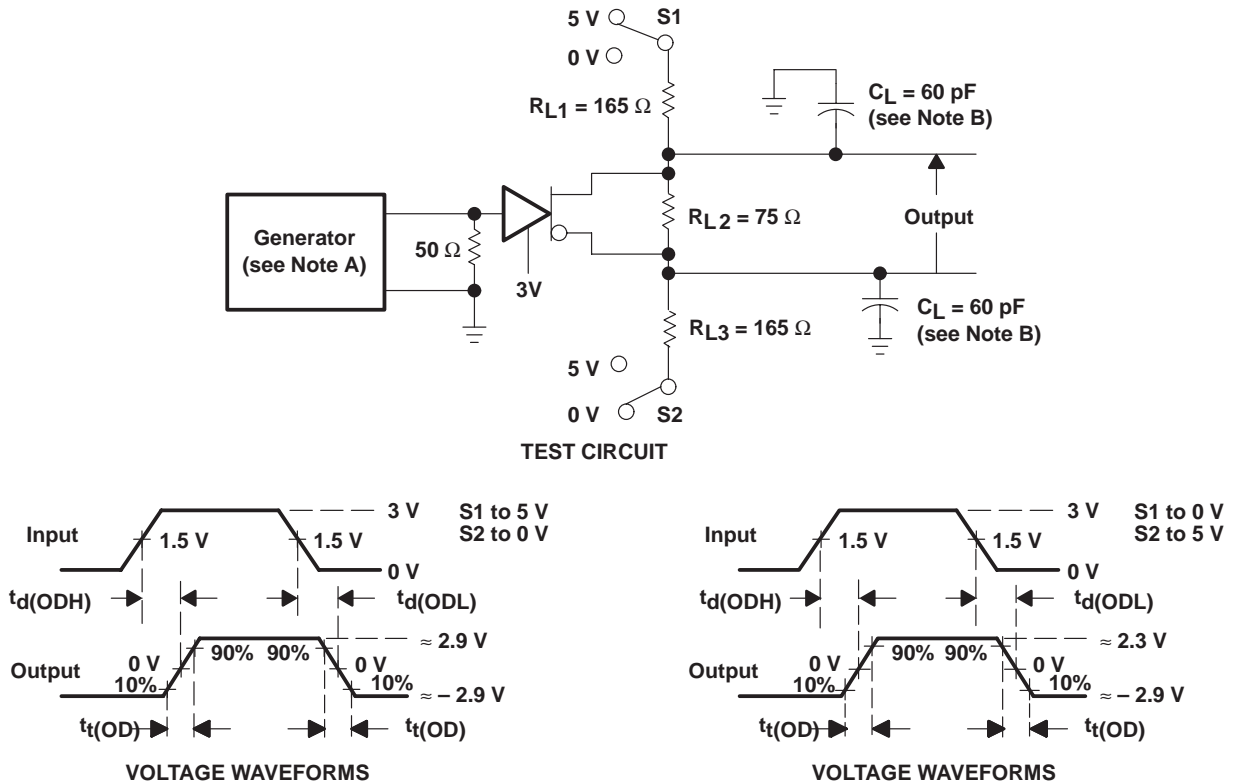 5 V
S1
0 V
RL1 = 165 Ω
CL = 60 pF
(see Note B)
Generator
(see Note A)
50 Ω
3V
RL2 = 75 Ω
Output
RL3 = 165 Ω
CL = 60 pF
(see Note B)
5 V
0 V
S2
TEST CIRCUIT
Input
1.5 V
1.5 V
3 V
0 V
S1 to 5 V
S2 to 0 V
td(ODH)
td(ODL)
Output
0 V
10%
90%
90%
0 V
10%
≈ 2.9 V
≈ – 2.9 V
tt(OD)
tt(OD)
VOLTAGE WAVEFORMS
Input
1.5 V
1.5 V
3 V
0 V
S1 to 0 V
S2 to 5 V
td(ODH)
td(ODL)
Output
0 V
10%
90%
90%
0 V
10%
≈ 2.3 V
≈ – 2.9 V
tt(OD)
tt(OD)
VOLTAGE WAVEFORMS